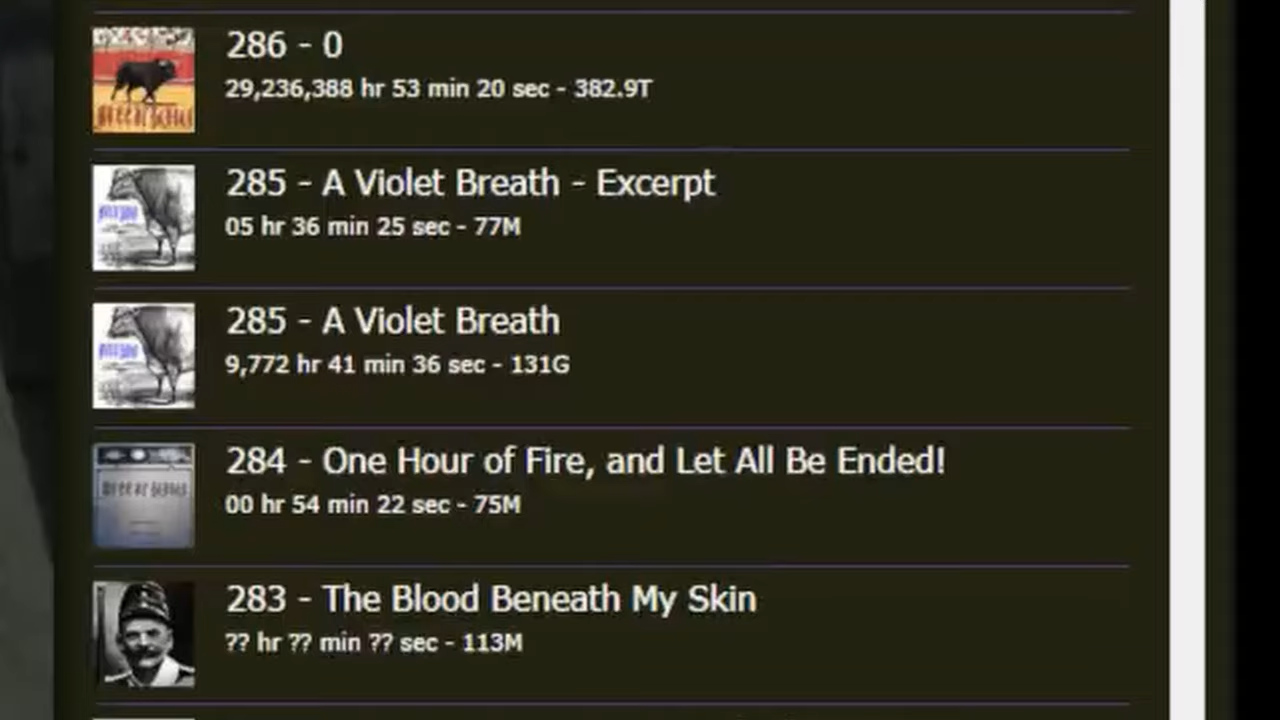 286 - 0
29,236,388 hr 53 min 20 sec - 382.9T
285 - A Violet Breath - Excerpt
05 hr 36 min 25 sec - 77M
285 - A Violet Breath
9,772 hr 41 min 36 sec - 131G
284 - One Hour of Fire, and Let All Be Ended!
00 hr 54 min 22 sec - 75M
283 - The Blood Beneath My Skin
?? hr ?? min ?? sec - 113M